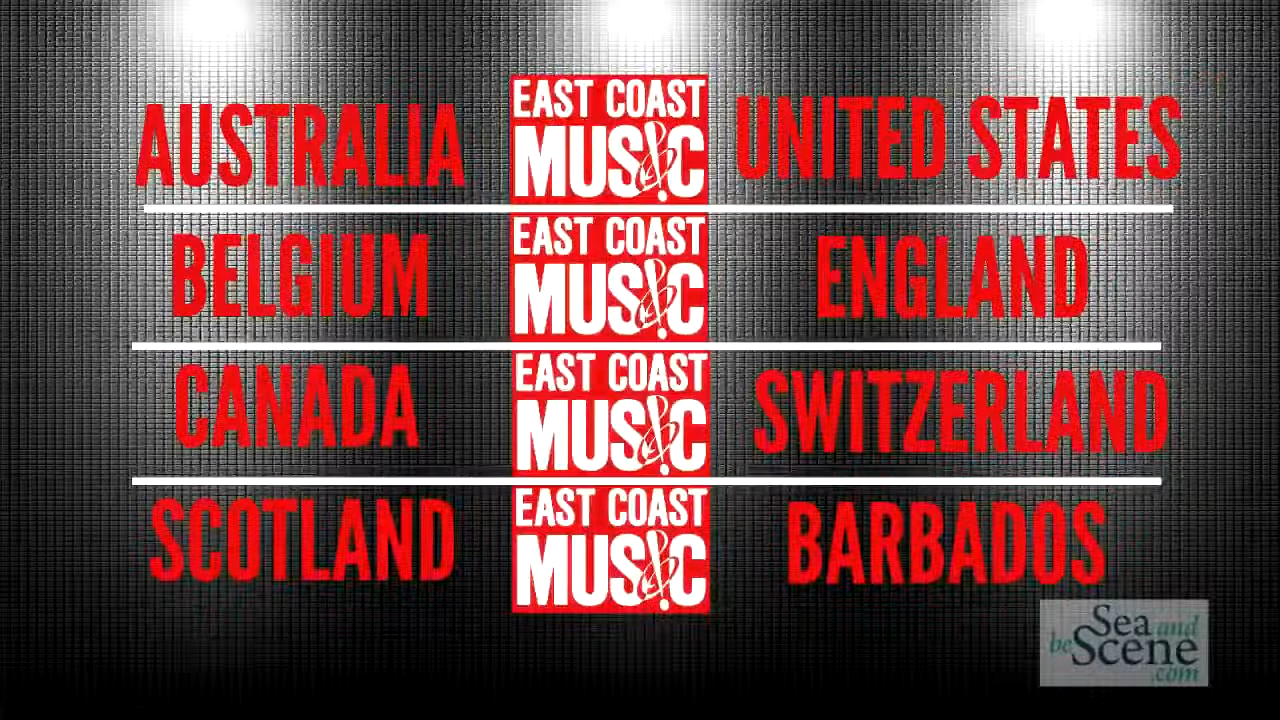 AUSTRALIA
EAST COAST
MUSIC
UNITED STATES
BELGIUM
EAST COAST
MUSIC
ENGLAND
CANADA
EAST COAST
MUSIC
SWITZERLAND
SCOTLAND
EAST COAST
MUSIC
BARBADOS
Sea and
be Scene
.com